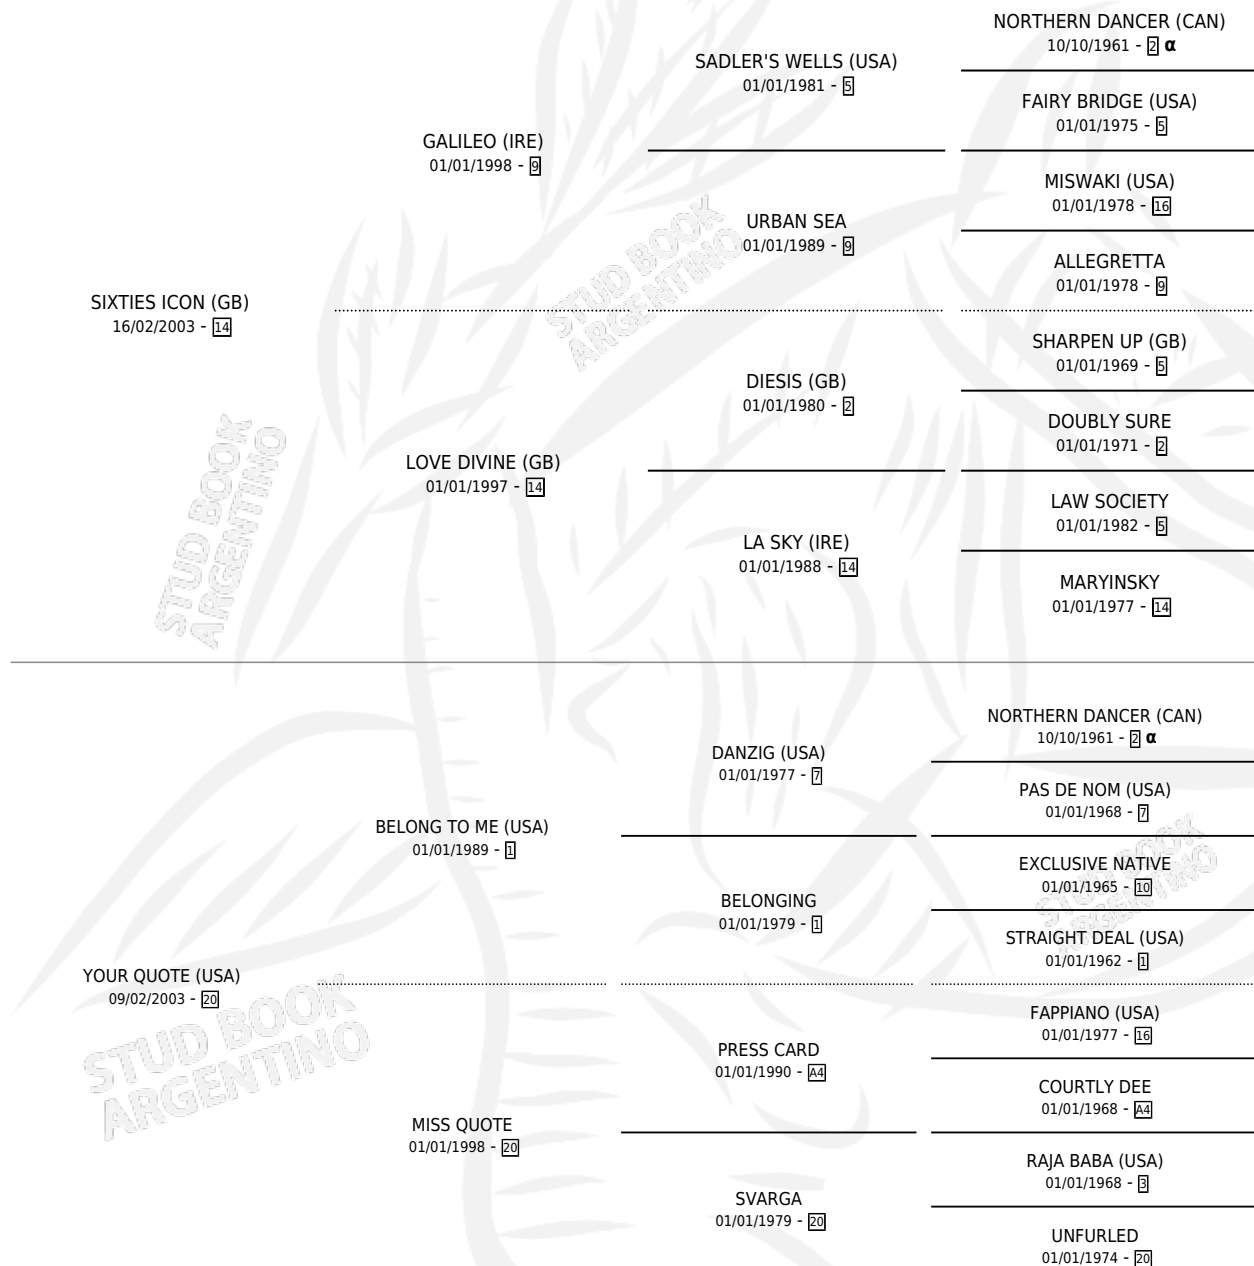 NORTHERN DANCER (CAN)
10/10/1961 - 2 α
SADLER'S WELLS (USA)
01/01/1981 - 5
FAIRY BRIDGE (USA)
01/01/1975 - 5
GALILEO (IRE)
01/01/1998 - 9
MISWAKI (USA)
01/01/1978 - 16
URBAN SEA
01/01/1989 - 9
ALLEGRETTA
01/01/1978 - 9
STUD BOOK
ARGENTINO
SIXTIES ICON (GB)
16/02/2003 - 14
SHARPEN UP (GB)
01/01/1969 - 5
DIESIS (GB)
01/01/1980 - 2
DOUBLY SURE
01/01/1971 - 2
LOVE DIVINE (GB)
01/01/1997 - 14
LAW SOCIETY
01/01/1982 - 5
LA SKY (IRE)
01/01/1988 - 14
MARYINSKY
01/01/1977 - 14
STUD BOOK
ARGENTINO
NORTHERN DANCER (CAN)
10/10/1961 - 2 α
DANZIG (USA)
01/01/1977 - 7
PAS DE NOM (USA)
01/01/1968 - 7
BELONG TO ME (USA)
01/01/1989 - 1
EXCLUSIVE NATIVE
01/01/1965 - 10
BELONGING
01/01/1979 - 1
STRAIGHT DEAL (USA)
01/01/1962 - 1
STUD BOOK
ARGENTINO
YOUR QUOTE (USA)
09/02/2003 - 20
FAPPIANO (USA)
01/01/1977 - 16
PRESS CARD
01/01/1990 - A4
COURTLY DEE
01/01/1968 - A4
MISS QUOTE
01/01/1998 - 20
RAJA BABA (USA)
01/01/1968 - 3
SVARGA
01/01/1979 - 20
UNFURLED
01/01/1974 - 20
STUD BOOK
ARGENTINO